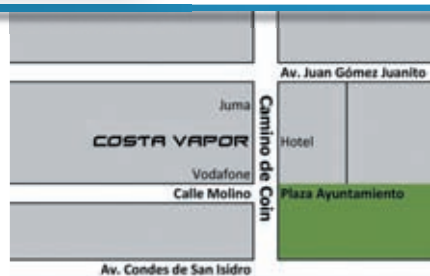 Av. Juan Gómez Juanito
Juma
COSTA VAPOR
Hotel
Camino de Coin
Vodafone
Calle Molino
Plaza Ayuntamiento
Av. Condes de San Isidro